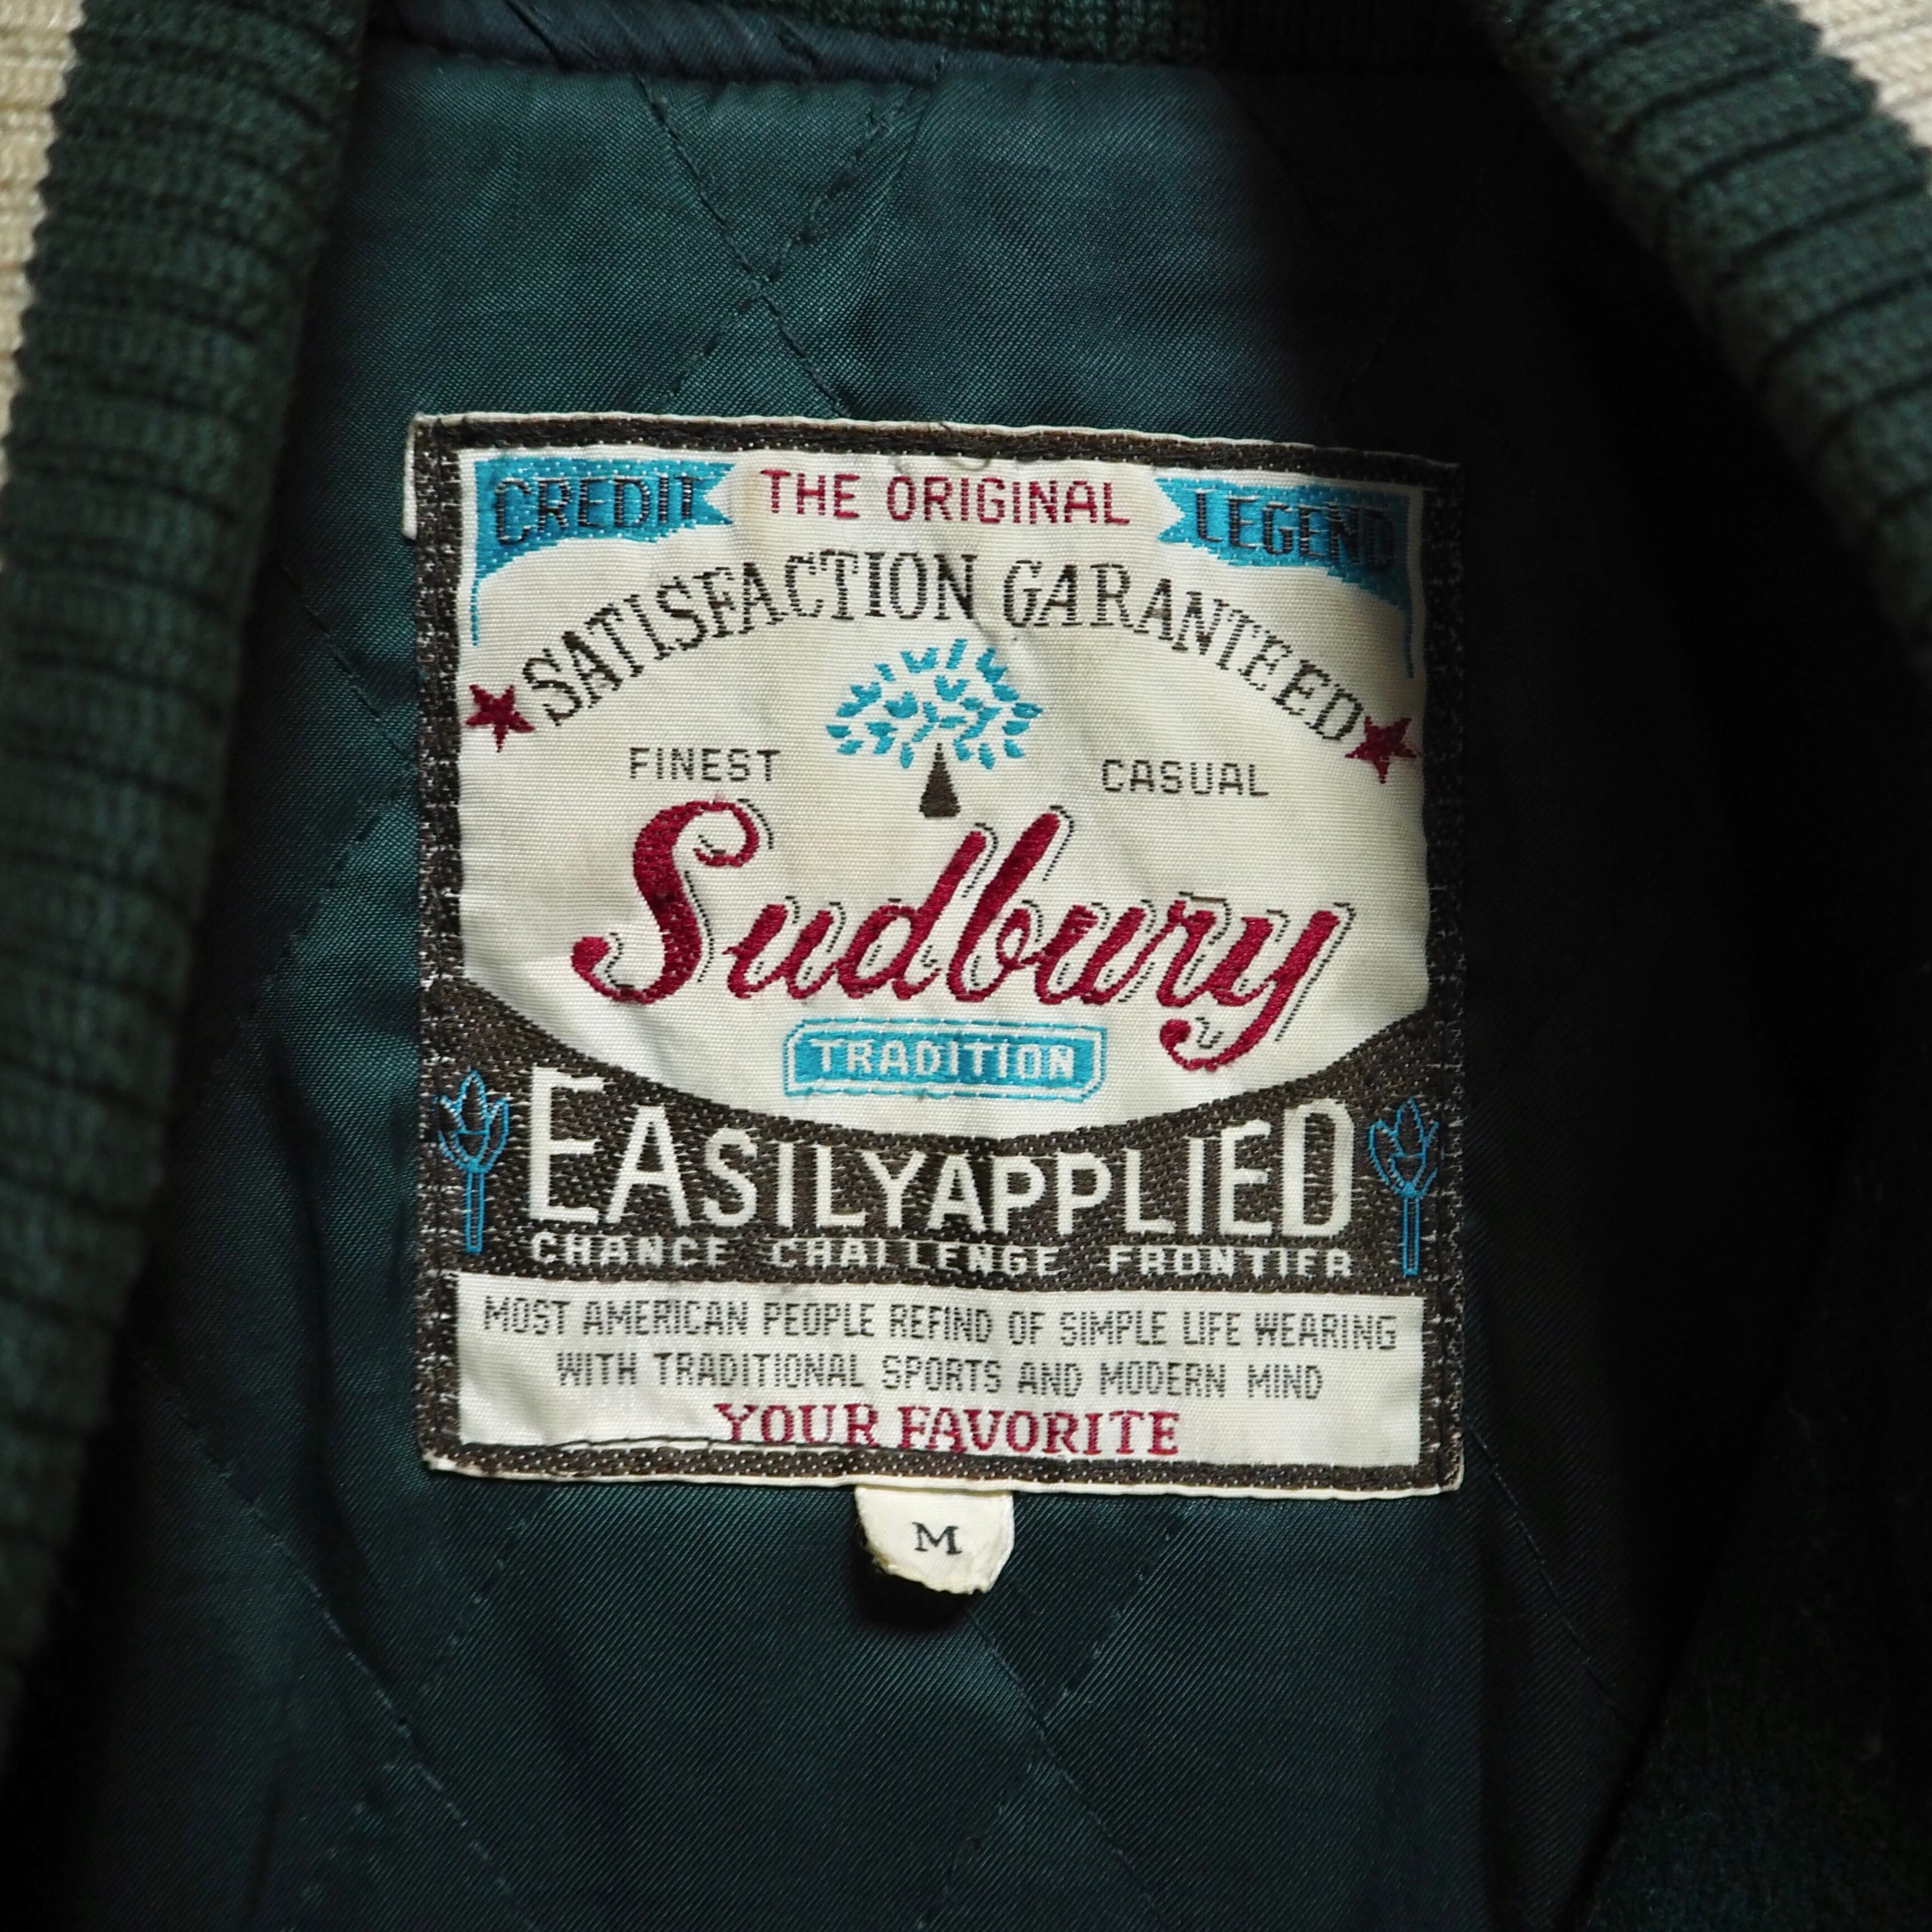 CREDIT THE ORIGINAL LEGEND
SATISFACTION GARANTEED
FINEST CASUAL
Sudbury
TRADITION
EASILYAPPLIED
CHANCE CHALLENGE FRONTIER
MOST AMERICAN PEOPLE REFIND OF SIMPLE LIFE WEARING
WITH TRADITIONAL SPORTS AND MODERN MIND
YOUR FAVORITE
M